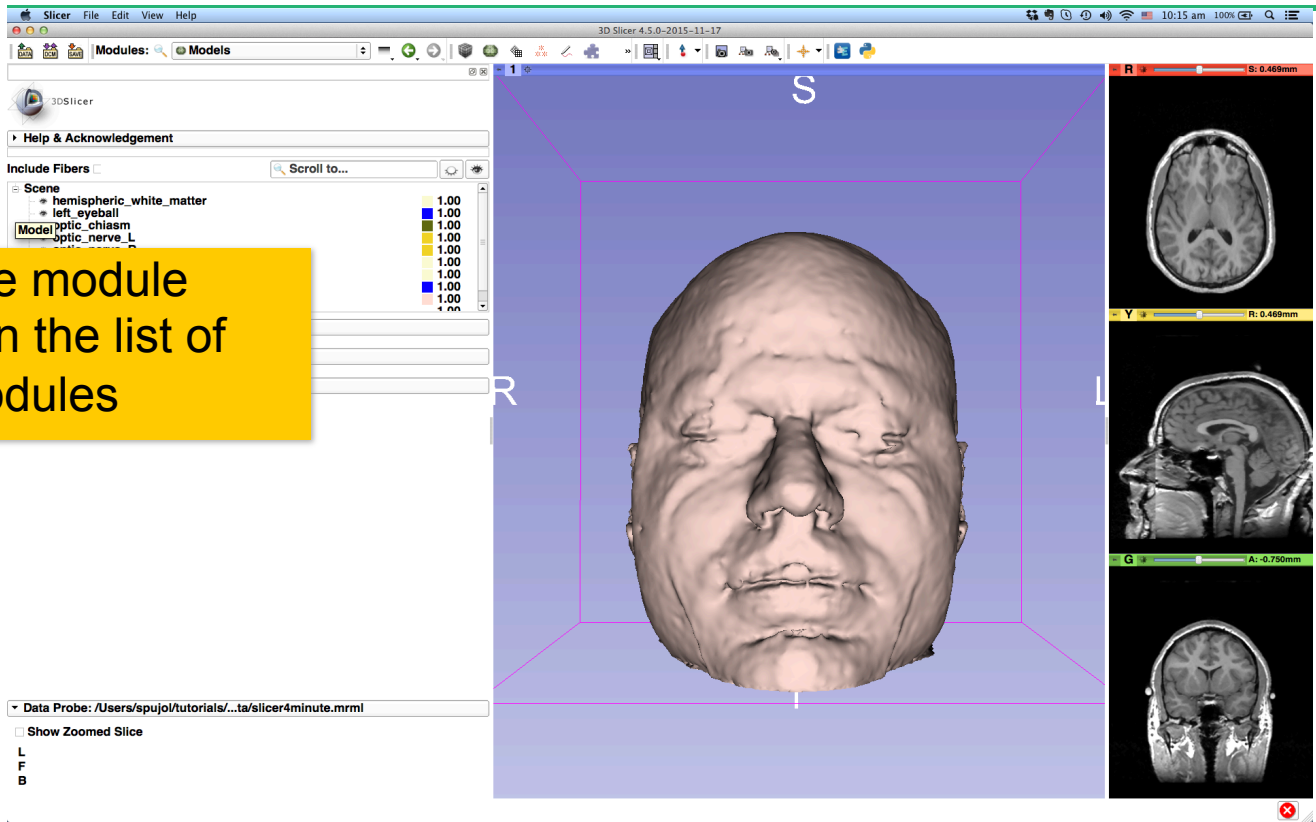 Slicer File Edit View Help
10:15 am 100%
3D Slicer 4.5.0-2015-11-17
DATA DCM SAVE Modules: Models
1
R S: 0.469mm
3DSlicer
Help & Acknowledgement
Include Fibers Scroll to...
Scene
hemispheric_white_matter 1.00
left_eyeball 1.00
optic_chiasm 1.00
Model
optic_nerve_L 1.00
1.00
1.00
1.00
1.00
1.00
e module
n the list of
odules
S
R
L
I
Y R: 0.469mm
G A: -0.750mm
Data Probe: /Users/spujol/tutorials/...ta/slicer4minute.mrml
Show Zoomed Slice
L
F
B